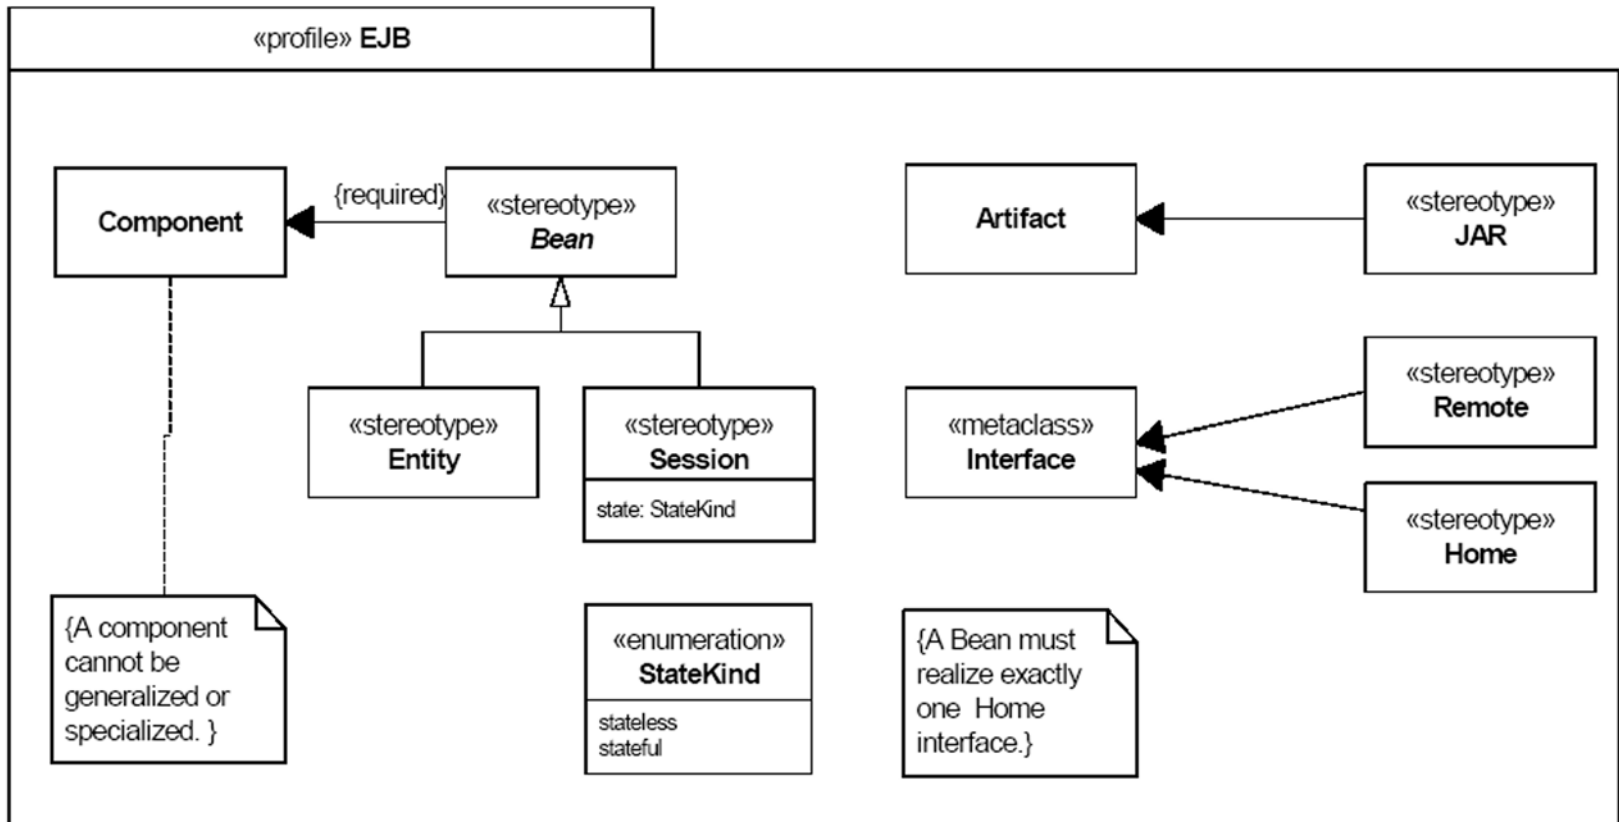 «profile» EJB
Component
{required}
«stereotype»
Bean
Artifact
«stereotype»
JAR
«stereotype»
Entity
«stereotype»
Session
state: StateKind
«metaclass»
Interface
«stereotype»
Remote
«stereotype»
Home
{A component
cannot be
generalized or
specialized. }
«enumeration»
StateKind
stateless
stateful
{A Bean must
realize exactly
one Home
interface.}